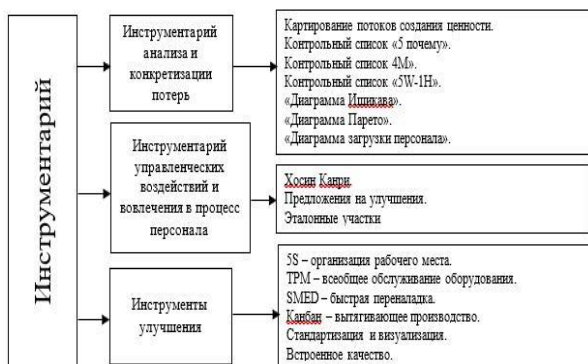 Инструментарий
Инструментарий
анализа и
конкретизации
потерь
Картирование потоков создания ценности.
Контрольный список «5 почему».
Контрольный список 4М».
Контрольный список «5W-1H».
«Диаграмма Ишикава».
«Диаграмма Парето».
«Диаграмма загрузки персонала».
Инструментарий
управленческих
воздействий и
вовлечения в процесс
персонала
Хосин Канри
Предложения на улучшения.
Эталонные участки
Инструменты
улучшения
5S – организация рабочего места.
TPM – всеобщее обслуживание оборудования.
SMED – быстрая переналадка.
Канбан – вытягивающее производство.
Стандартизация и визуализация.
Встроенное качество.